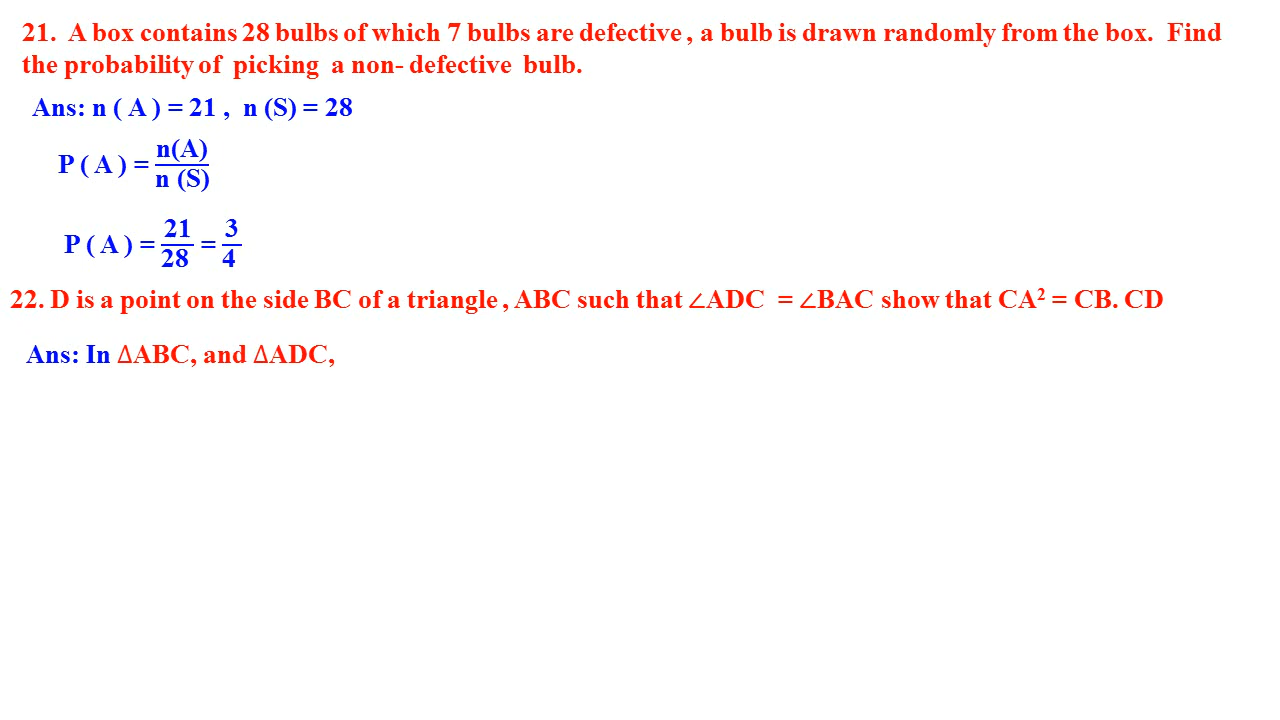 21. A box contains 28 bulbs of which 7 bulbs are defective , a bulb is drawn randomly from the box. Find
the probability of picking a non- defective bulb.
Ans: n ( A ) = 21 , n (S) = 28
P ( A ) = n(A)/n (S)
P ( A ) = 21/28 = 3/4
22. D is a point on the side BC of a triangle , ABC such that ∠ADC = ∠BAC show that CA² = CB. CD
Ans: In ∆ABC, and ∆ADC,